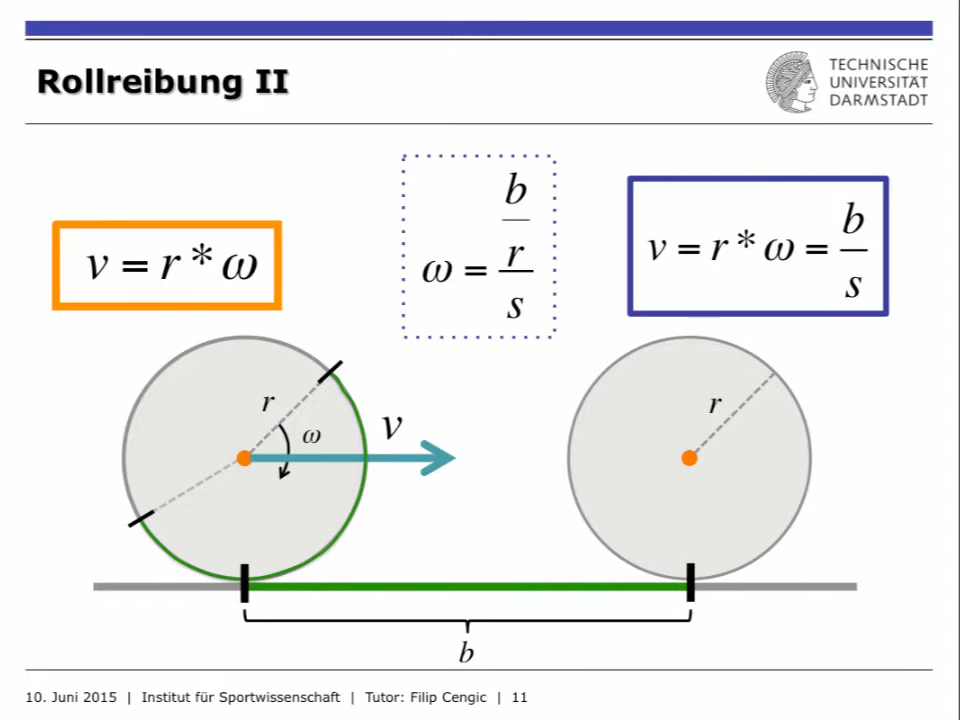 Rollreibung II
TECHNISCHE
UNIVERSITÄT
DARMSTADT
v = r * ω
ω = b/r/s
v = r * ω = b/s
r
ω
v
r
b
10. Juni 2015 | Institut für Sportwissenschaft | Tutor: Filip Cengic | 11